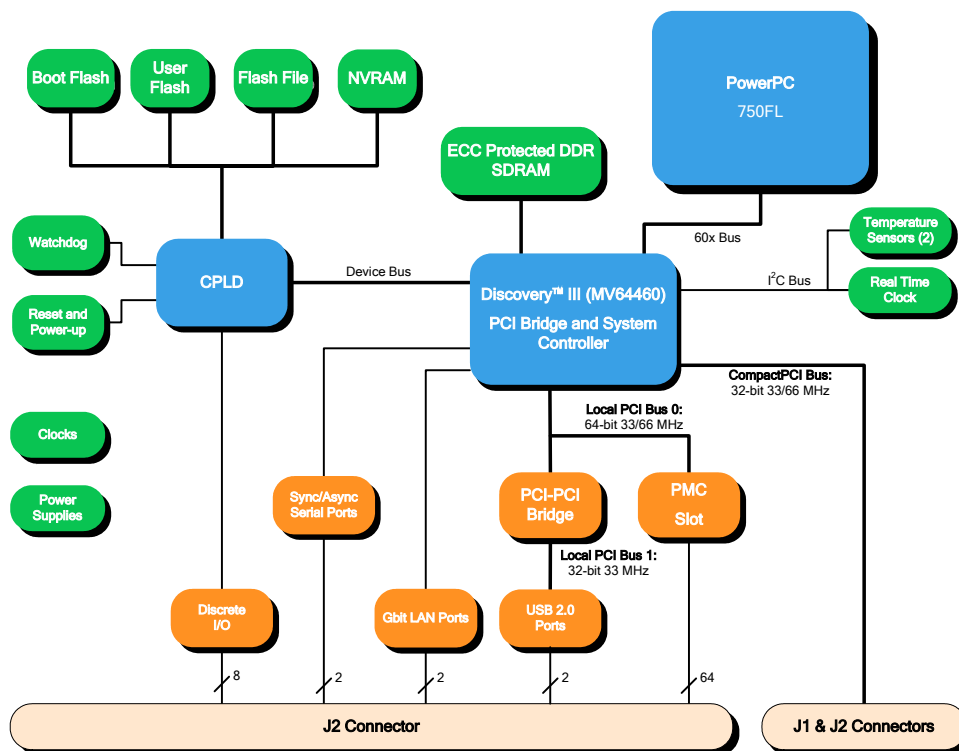 Boot Flash
User
Flash
Flash File
NVRAM
PowerPC
750FL
ECC Protected DDR
SDRAM
Watchdog
CPLD
Device Bus
60x Bus
Temperature
Sensors (2)
I²C Bus
Real Time
Clock
Reset and
Power-up
Discovery™ III (MV64460)
PCI Bridge and System
Controller
CompactPCI Bus:
32-bit 33/66 MHz
Local PCI Bus 0:
64-bit 33/66 MHz
Clocks
Power
Supplies
Sync/Async
Serial Ports
PCI-PCI
Bridge
PMC
Slot
Local PCI Bus 1:
32-bit 33 MHz
Discrete
I/O
Gbit LAN Ports
USB 2.0
Ports
8
2
2
2
64
J2 Connector
J1 & J2 Connectors